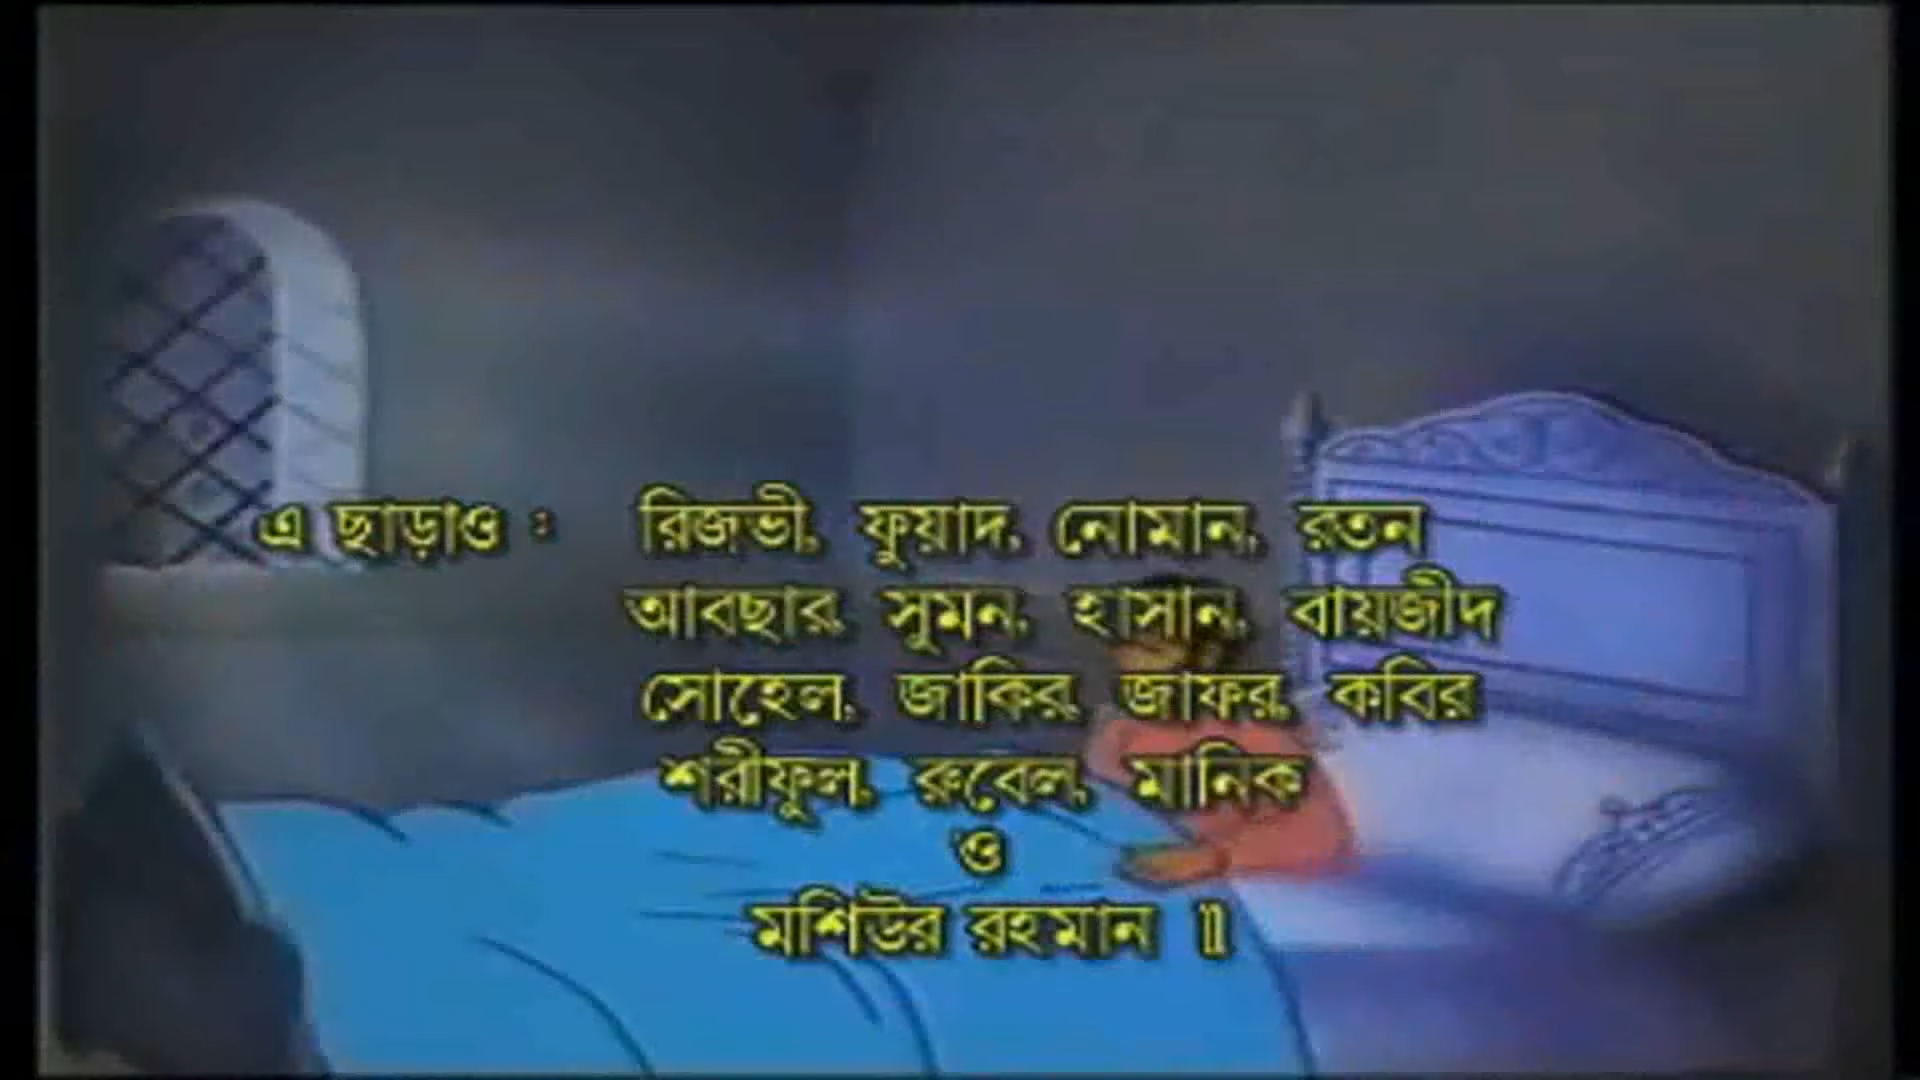 এ ছাড়াও : রিজভী, ফুয়াদ, নোমান, রতন
আবছার, সুমন, হাসান, বায়জীদ
সোহেল, জাকির, জাফর, কবির
শরীফুল, রুবেল, মানিক
ও
মশিউর রহমান ॥